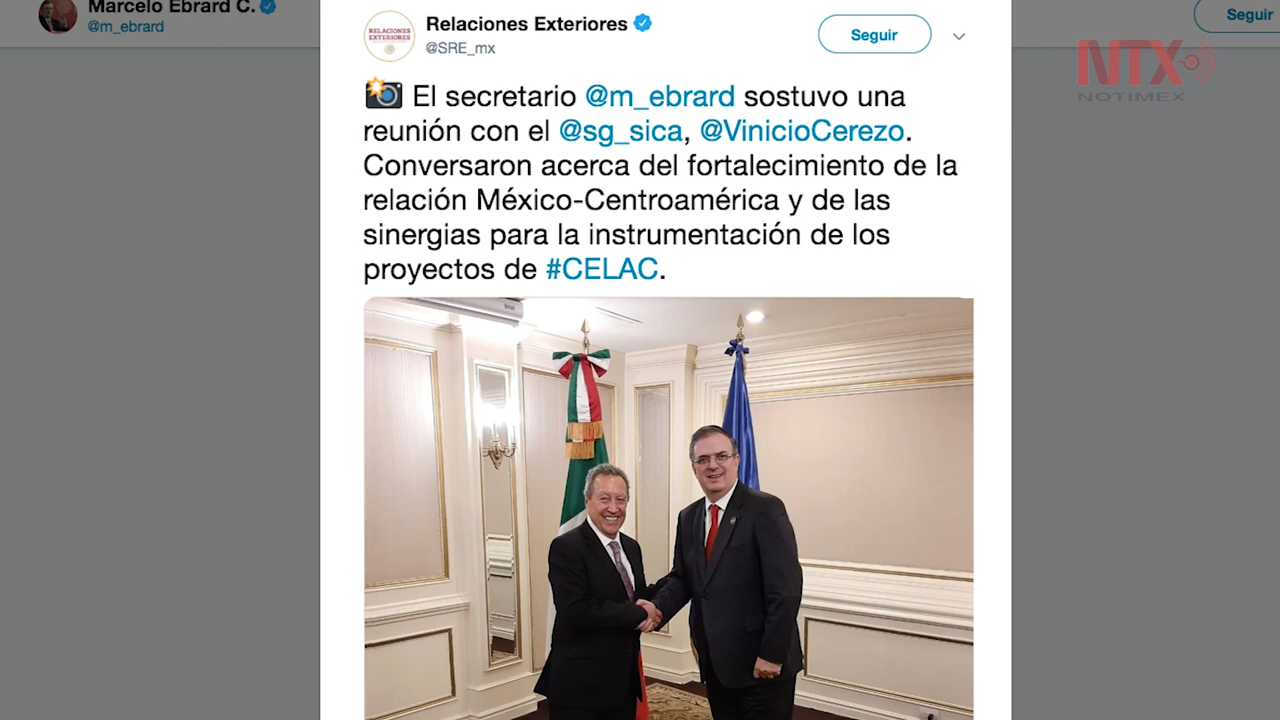 Marcelo Ebrard C.
@m_ebrard
Seguir
RELACIONES
EXTERIORES
Relaciones Exteriores
@SRE_mx
Seguir
NTX
NOTIMEX
El secretario @m_ebrard sostuvo una
reunión con el @sg_sica, @VinicioCerezo.
Conversaron acerca del fortalecimiento de la
relación México-Centroamérica y de las
sinergias para la instrumentación de los
proyectos de #CELAC.